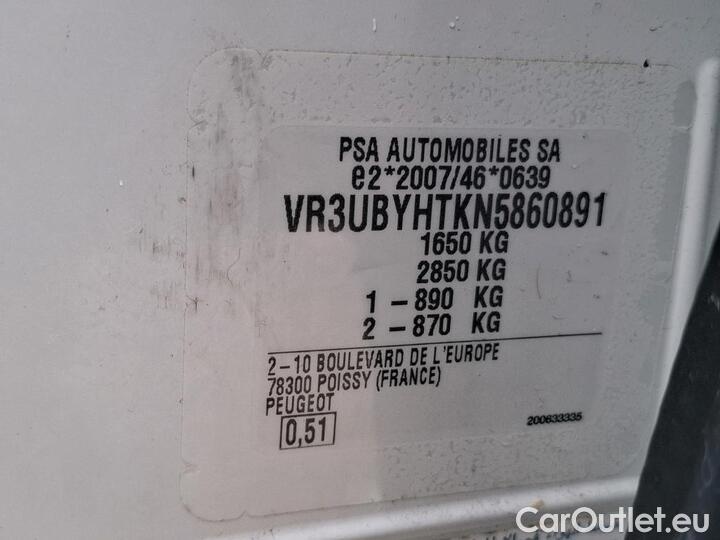 PSA AUTOMOBILES SA
e2*2007/46*0639
VR3UBYHTKN5860891
1650 KG
2850 KG
1 – 890 KG
2 – 870 KG
2 – 10 BOULEVARD DE L'EUROPE
78300 POISSY (FRANCE)
PEUGEOT
0,51
200633335
CarOutlet.eu